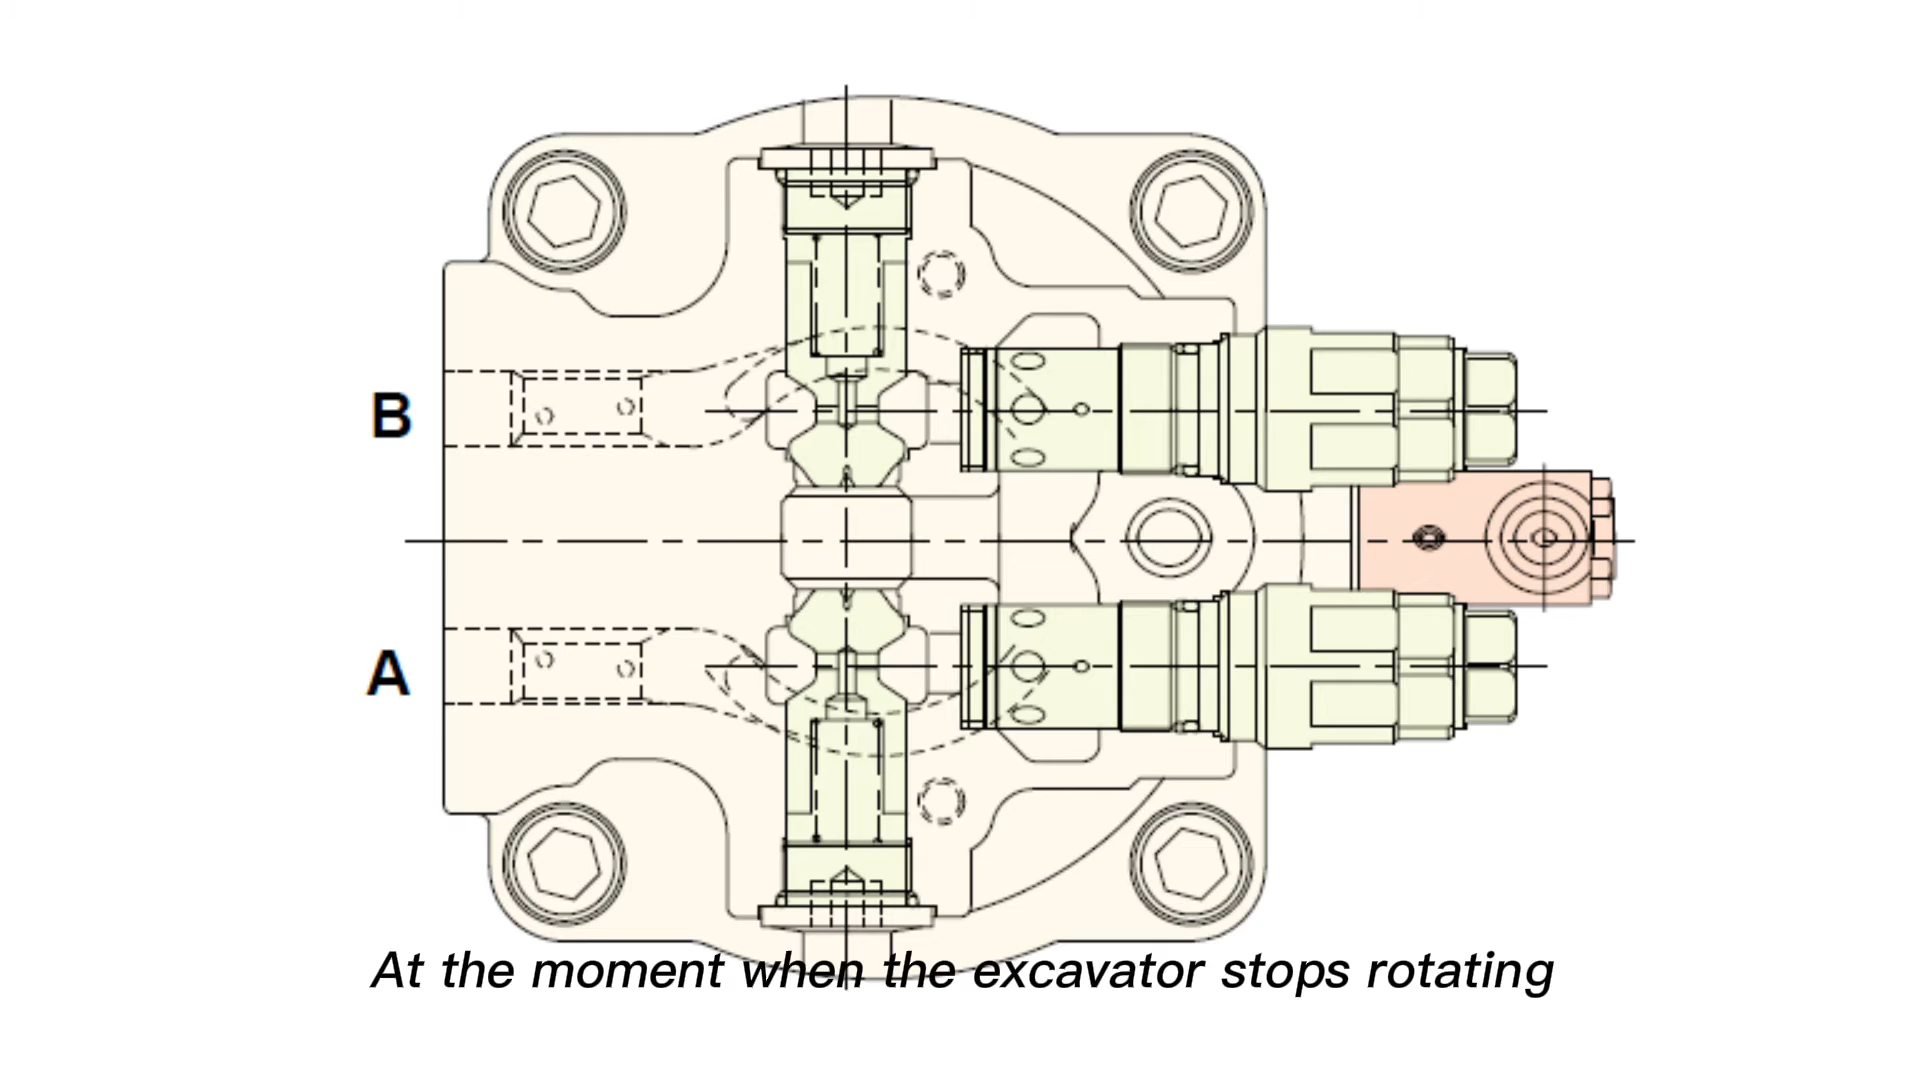 B
A
At the moment when the excavator stops rotating